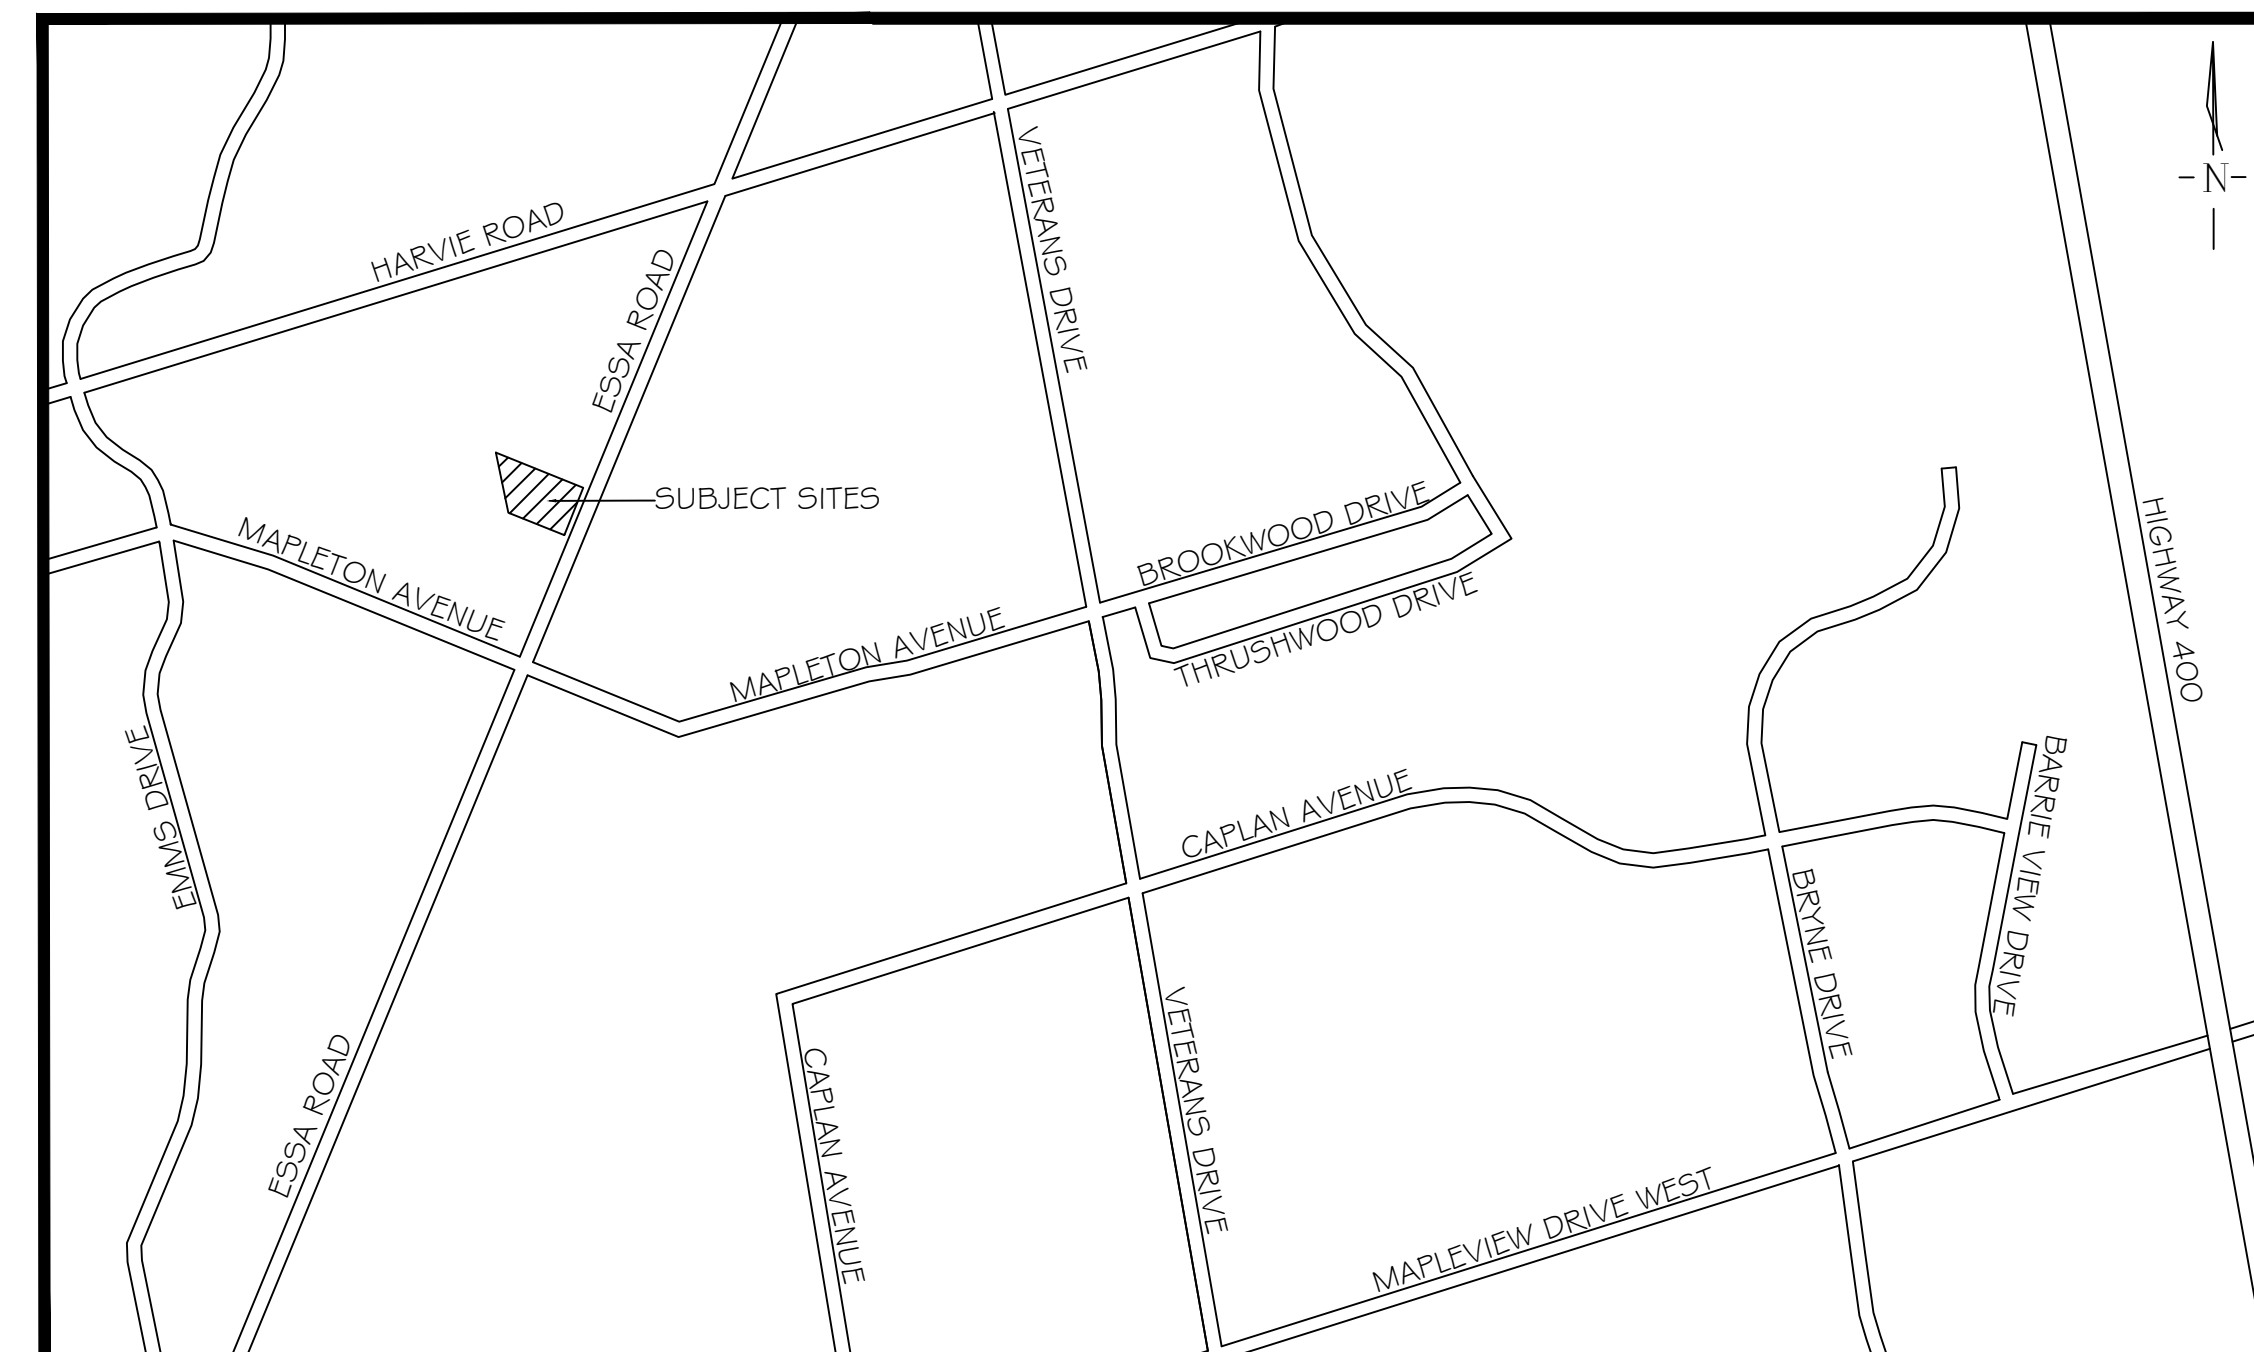 -N-
HARVIE ROAD
VETERANS DRIVE
ESSA ROAD
SUBJECT SITES
MAPLETON AVENUE
BROOKWOOD DRIVE
HIGHWAY 400
THRUSHWOOD DRIVE
MAPLETON AVENUE
EMMS DRIVE
CAPLAN AVENUE
BARRIE VIEW DRIVE
BRYNE DRIVE
VETERANS DRIVE
ESSA ROAD
CAPLAN AVENUE
MAPLEVIEW DRIVE WEST